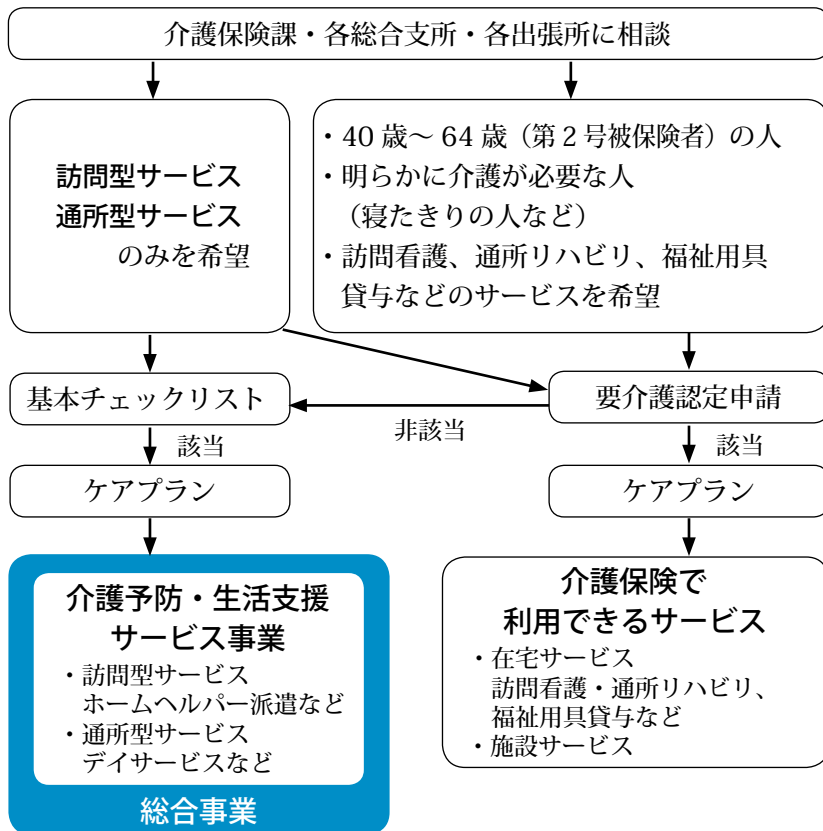 介護保険課・各総合支所・各出張所に相談
訪問型サービス
通所型サービス
のみを希望
・40歳〜64歳（第2号被保険者）の人
・明らかに介護が必要な人
（寝たきりの人など）
・訪問看護、通所リハビリ、福祉用具
貸与などのサービスを希望
基本チェックリスト
要介護認定申請
非該当
該当
該当
ケアプラン
ケアプラン
介護予防・生活支援
サービス事業
・訪問型サービス
ホームヘルパー派遣など
・通所型サービス
デイサービスなど
総合事業
介護保険で
利用できるサービス
・在宅サービス
訪問看護・通所リハビリ、
福祉用具貸与など
・施設サービス